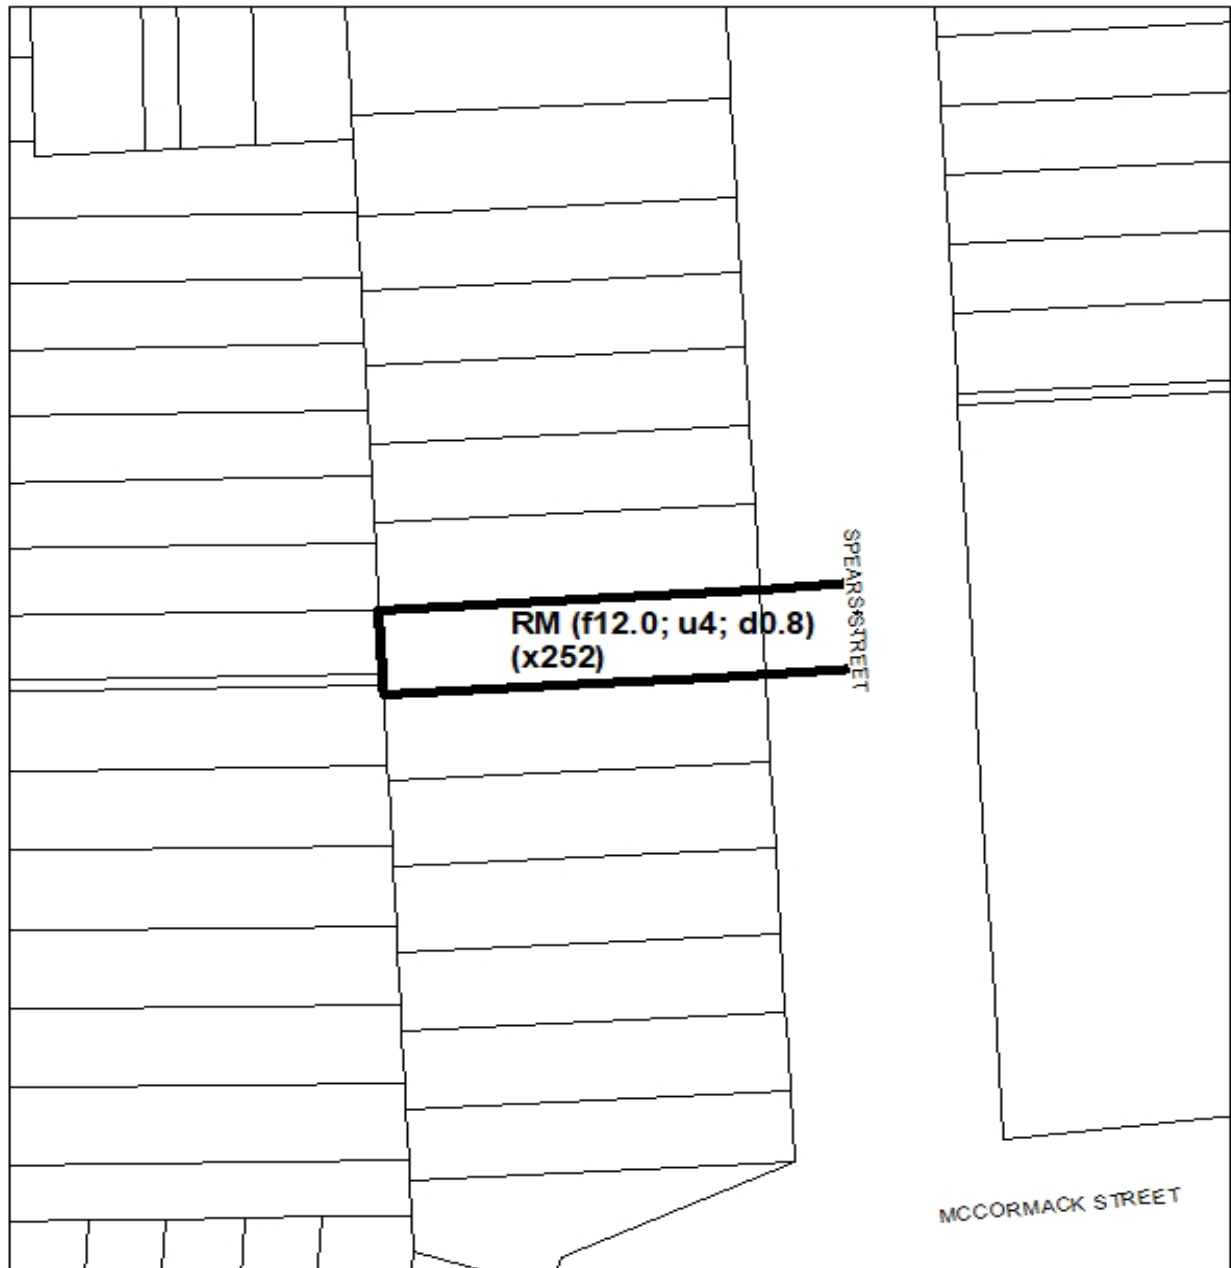 SPEARS STREET
RM (f12.0; u4; d0.8)
(x252)
MCCORMACK STREET